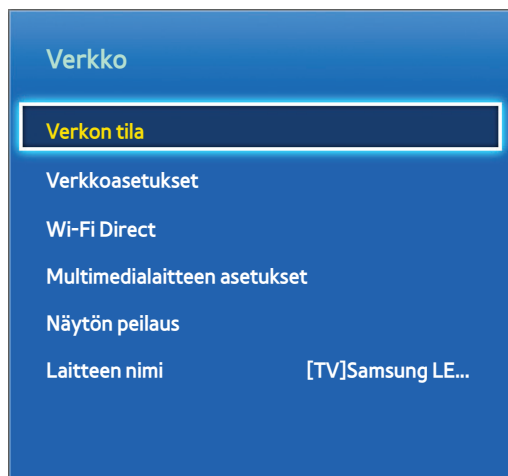 Verkko
Verkon tila
Verkkoasetukset
Wi-Fi Direct
Multimedialaitteen asetukset
Näytön peilaus
Laitteen nimi [TV]Samsung LE...